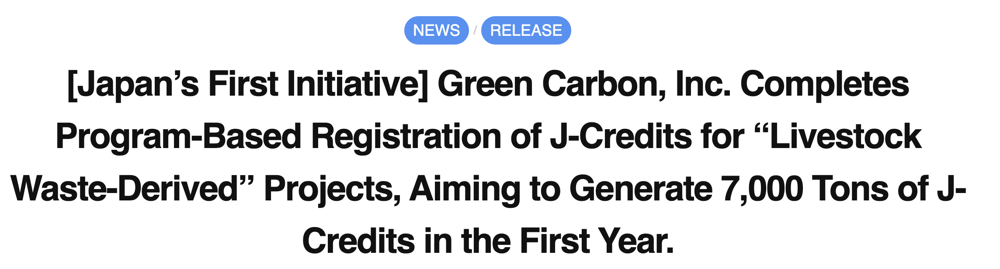 NEWS / RELEASE
[Japan’s First Initiative] Green Carbon, Inc. Completes
Program-Based Registration of J-Credits for “Livestock
Waste-Derived” Projects, Aiming to Generate 7,000 Tons of J-
Credits in the First Year.